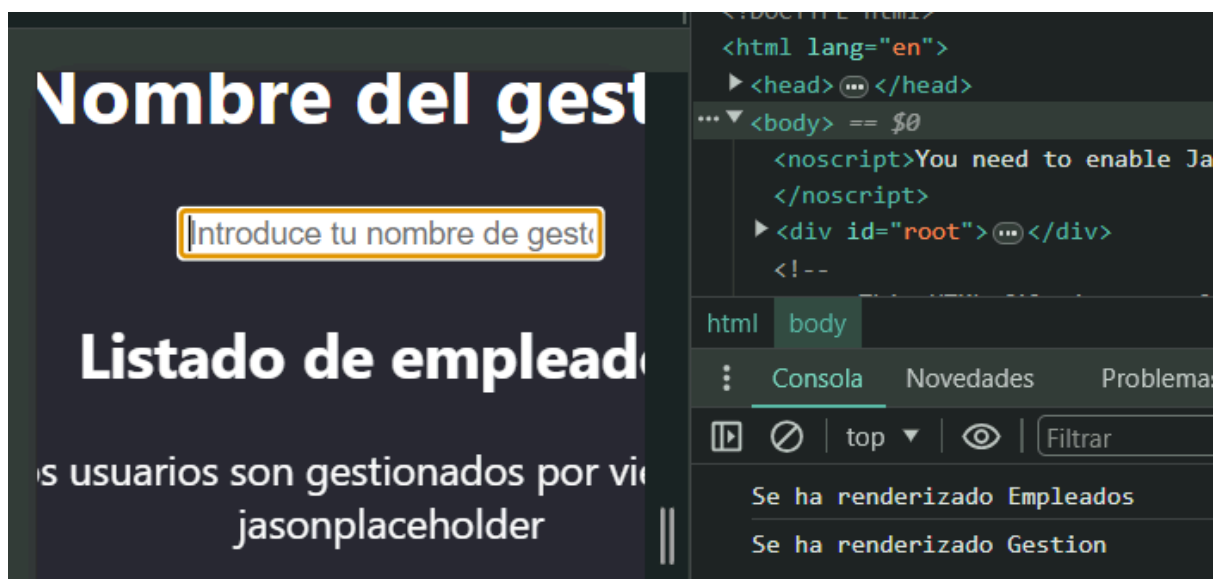 Nombre del gest
Introduce tu nombre de gest
Listado de emplead
s usuarios son gestionados por vi
jasonplaceholder
<!DOCTYPE html>
<html lang="en">
▶<head>…</head>
… ▼<body> == $0
<noscript>You need to enable Ja
</noscript>
▶<div id="root">…</div>
<!--
html body
Consola Novedades Problemas
top ▼ Filtrar
Se ha renderizado Empleados
Se ha renderizado Gestion